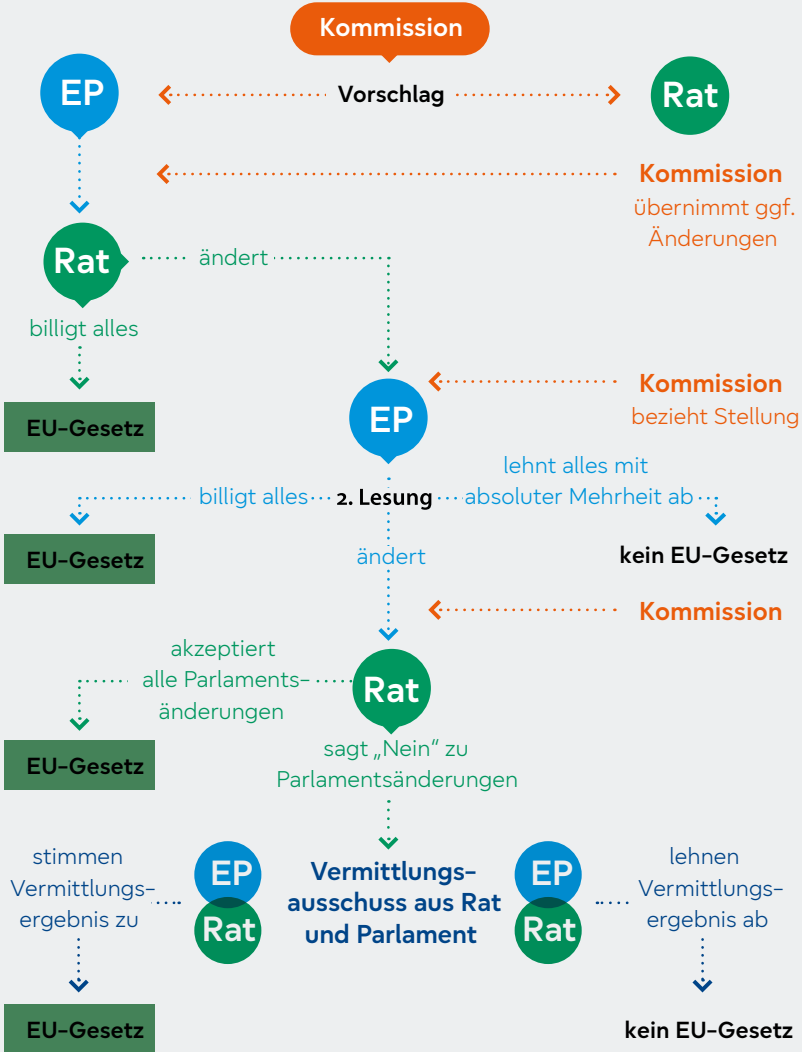 Kommission
EP
Vorschlag
Rat
Kommission
übernimmt ggf.
Änderungen
Rat
ändert
billigt alles
EU-Gesetz
Kommission
bezieht Stellung
EP
billigt alles
2. Lesung
lehnt alles mit
absoluter Mehrheit ab
EU-Gesetz
ändert
kein EU-Gesetz
Kommission
akzeptiert
alle Parlaments-
änderungen
Rat
EU-Gesetz
sagt „Nein“ zu
Parlamentsänderungen
stimmen
Vermittlungs-
ergebnis zu
EP
Rat
Vermittlungs-
ausschuss aus Rat
und Parlament
EP
Rat
lehnen
Vermittlungs-
ergebnis ab
EU-Gesetz
kein EU-Gesetz